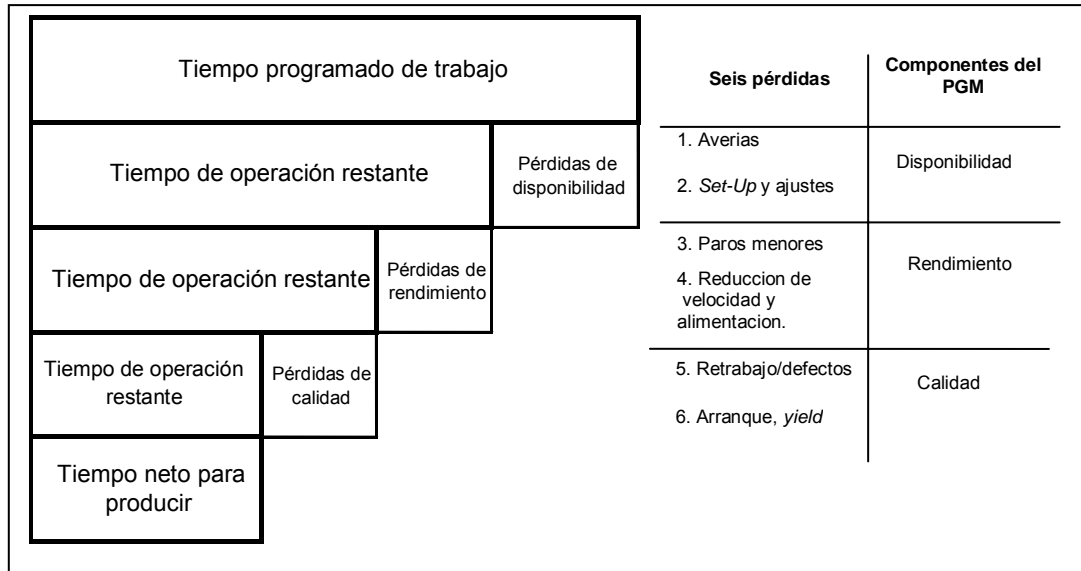 Tiempo programado de trabajo
Tiempo de operación restante
Pérdidas de
disponibilidad
Tiempo de operación restante
Pérdidas de
rendimiento
Tiempo de operación
restante
Pérdidas de
calidad
Tiempo neto para
producir
Seis pérdidas
Componentes del
PGM
1. Averias
2. Set-Up y ajustes
Disponibilidad
3. Paros menores
4. Reduccion de
velocidad y
alimentacion.
Rendimiento
5. Retrabajo/defectos
6. Arranque, yield
Calidad